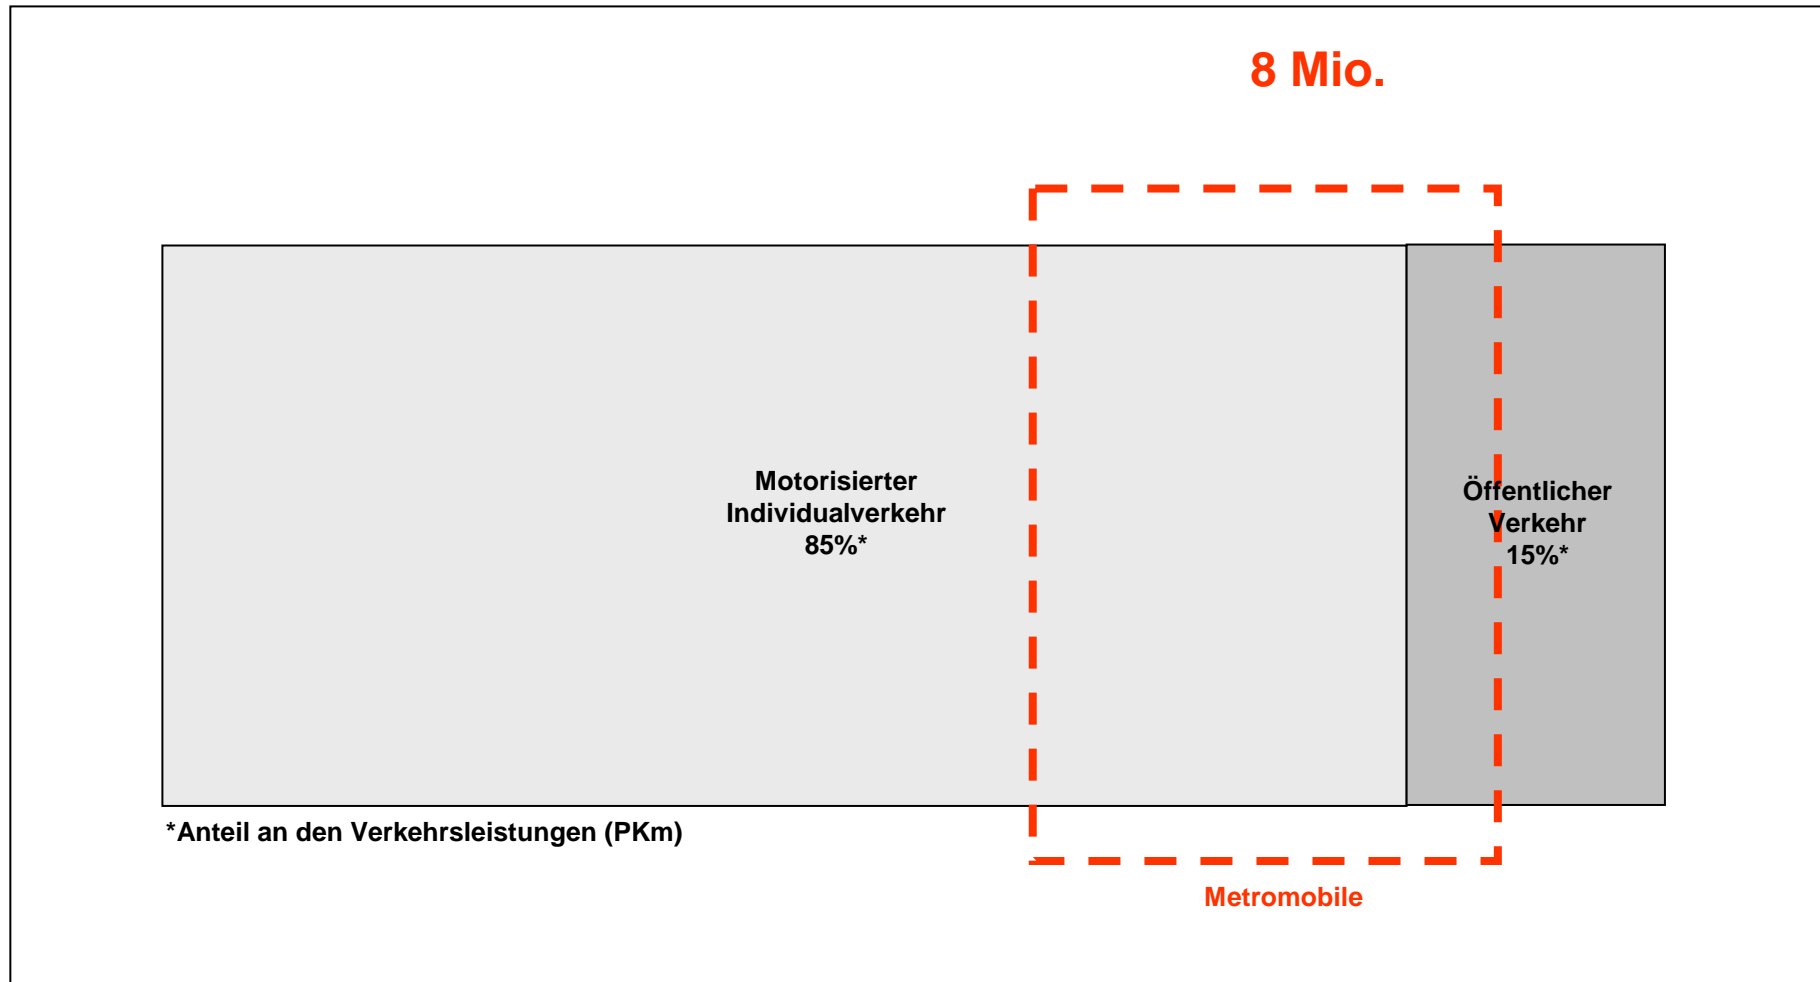 8 Mio.
Motorisierter
Individualverkehr
85%*
Öffentlicher
Verkehr
15%*
*Anteil an den Verkehrsleistungen (PKm)
Metromobile